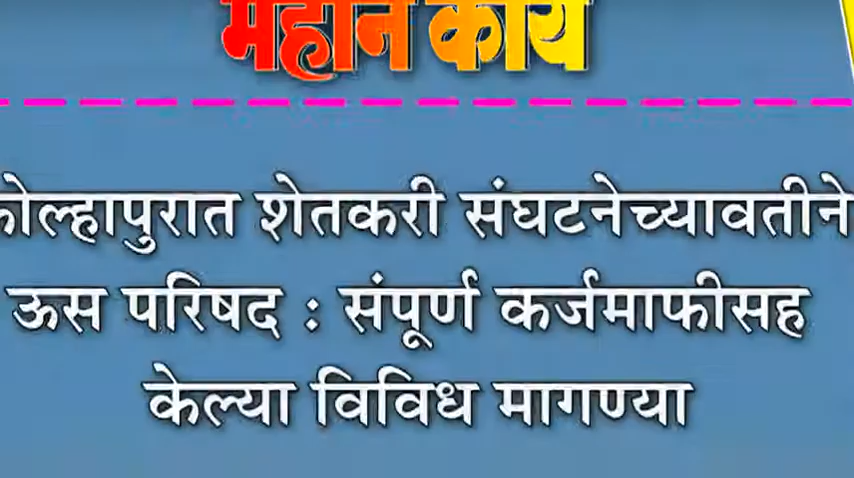 महान कार्य
कोल्हापुरात शेतकरी संघटनेच्यावतीने
ऊस परिषद : संपूर्ण कर्जमाफीसह
केल्या विविध मागण्या